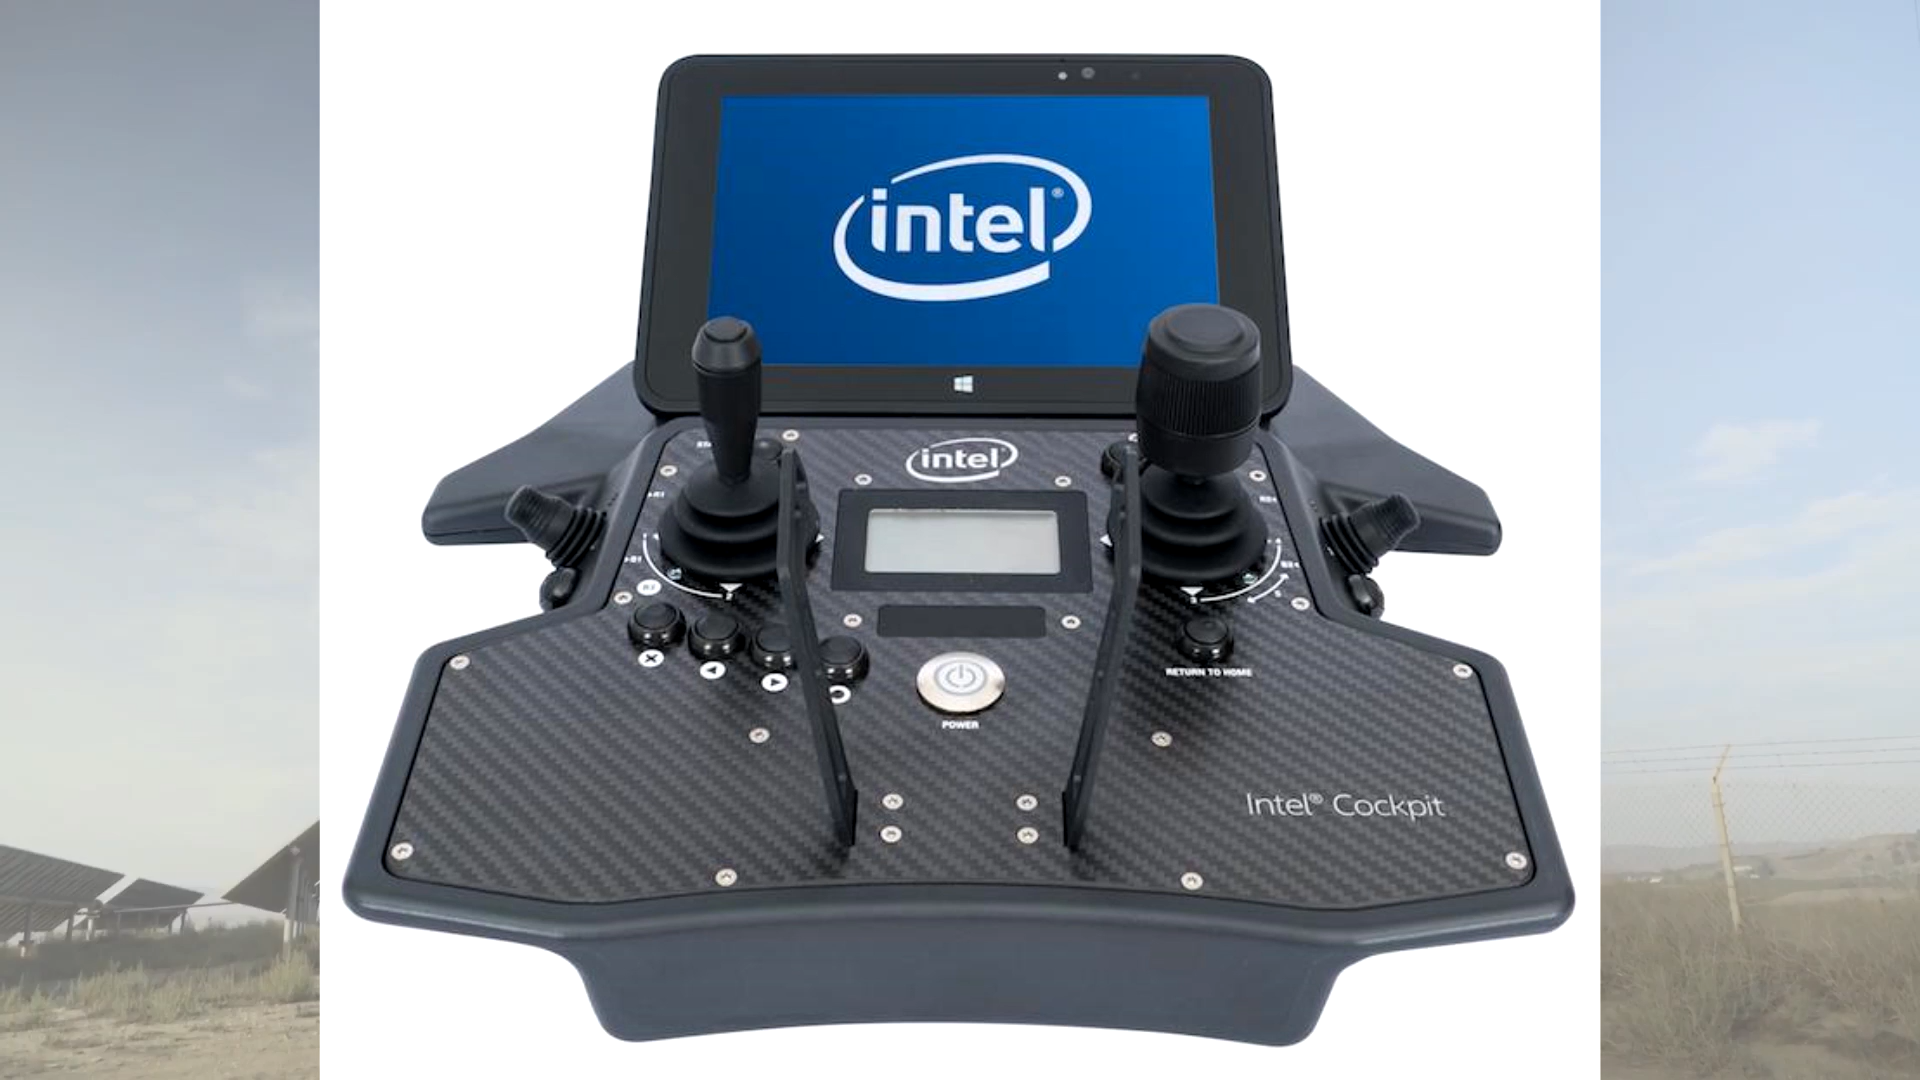 intel®
intel
RETURN TO HOME
POWER
Intel® Cockpit